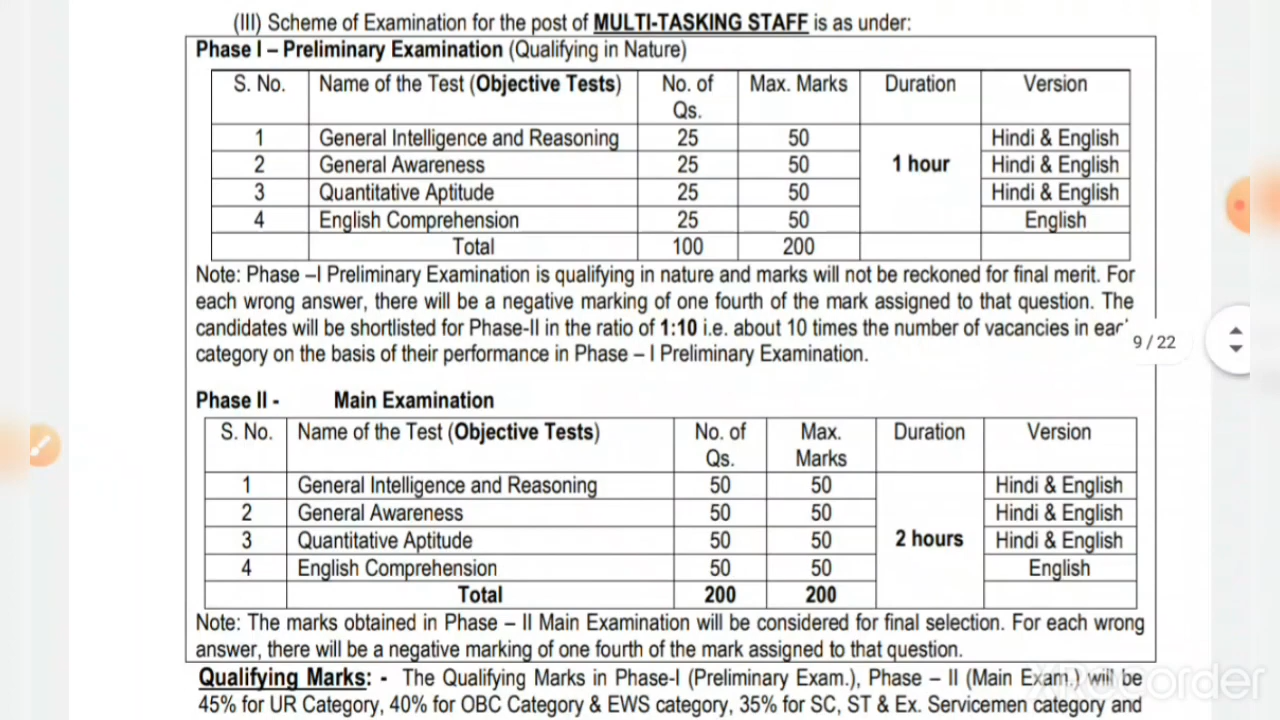 (III) Scheme of Examination for the post of MULTI-TASKING STAFF is as under:
Phase I – Preliminary Examination (Qualifying in Nature)
S. No. Name of the Test (Objective Tests) No. of Qs. Max. Marks Duration Version
1 General Intelligence and Reasoning 25 50 1 hour Hindi & English
2 General Awareness 25 50 Hindi & English
3 Quantitative Aptitude 25 50 Hindi & English
4 English Comprehension 25 50 English
Total 100 200
Note: Phase –I Preliminary Examination is qualifying in nature and marks will not be reckoned for final merit. For
each wrong answer, there will be a negative marking of one fourth of the mark assigned to that question. The
candidates will be shortlisted for Phase-II in the ratio of 1:10 i.e. about 10 times the number of vacancies in
category on the basis of their performance in Phase – I Preliminary Examination.
9 / 22
Phase II - Main Examination
S. No. Name of the Test (Objective Tests) No. of Qs. Max. Marks Duration Version
1 General Intelligence and Reasoning 50 50 2 hours Hindi & English
2 General Awareness 50 50 Hindi & English
3 Quantitative Aptitude 50 50 Hindi & English
4 English Comprehension 50 50 English
Total 200 200
Note: The marks obtained in Phase – II Main Examination will be considered for final selection. For each wrong
answer, there will be a negative marking of one fourth of the mark assigned to that question.
Qualifying Marks: - The Qualifying Marks in Phase-I (Preliminary Exam.), Phase – II (Main Exam.) will be
45% for UR Category, 40% for OBC Category & EWS category, 35% for SC, ST & Ex. Servicemen category and
XRecorder